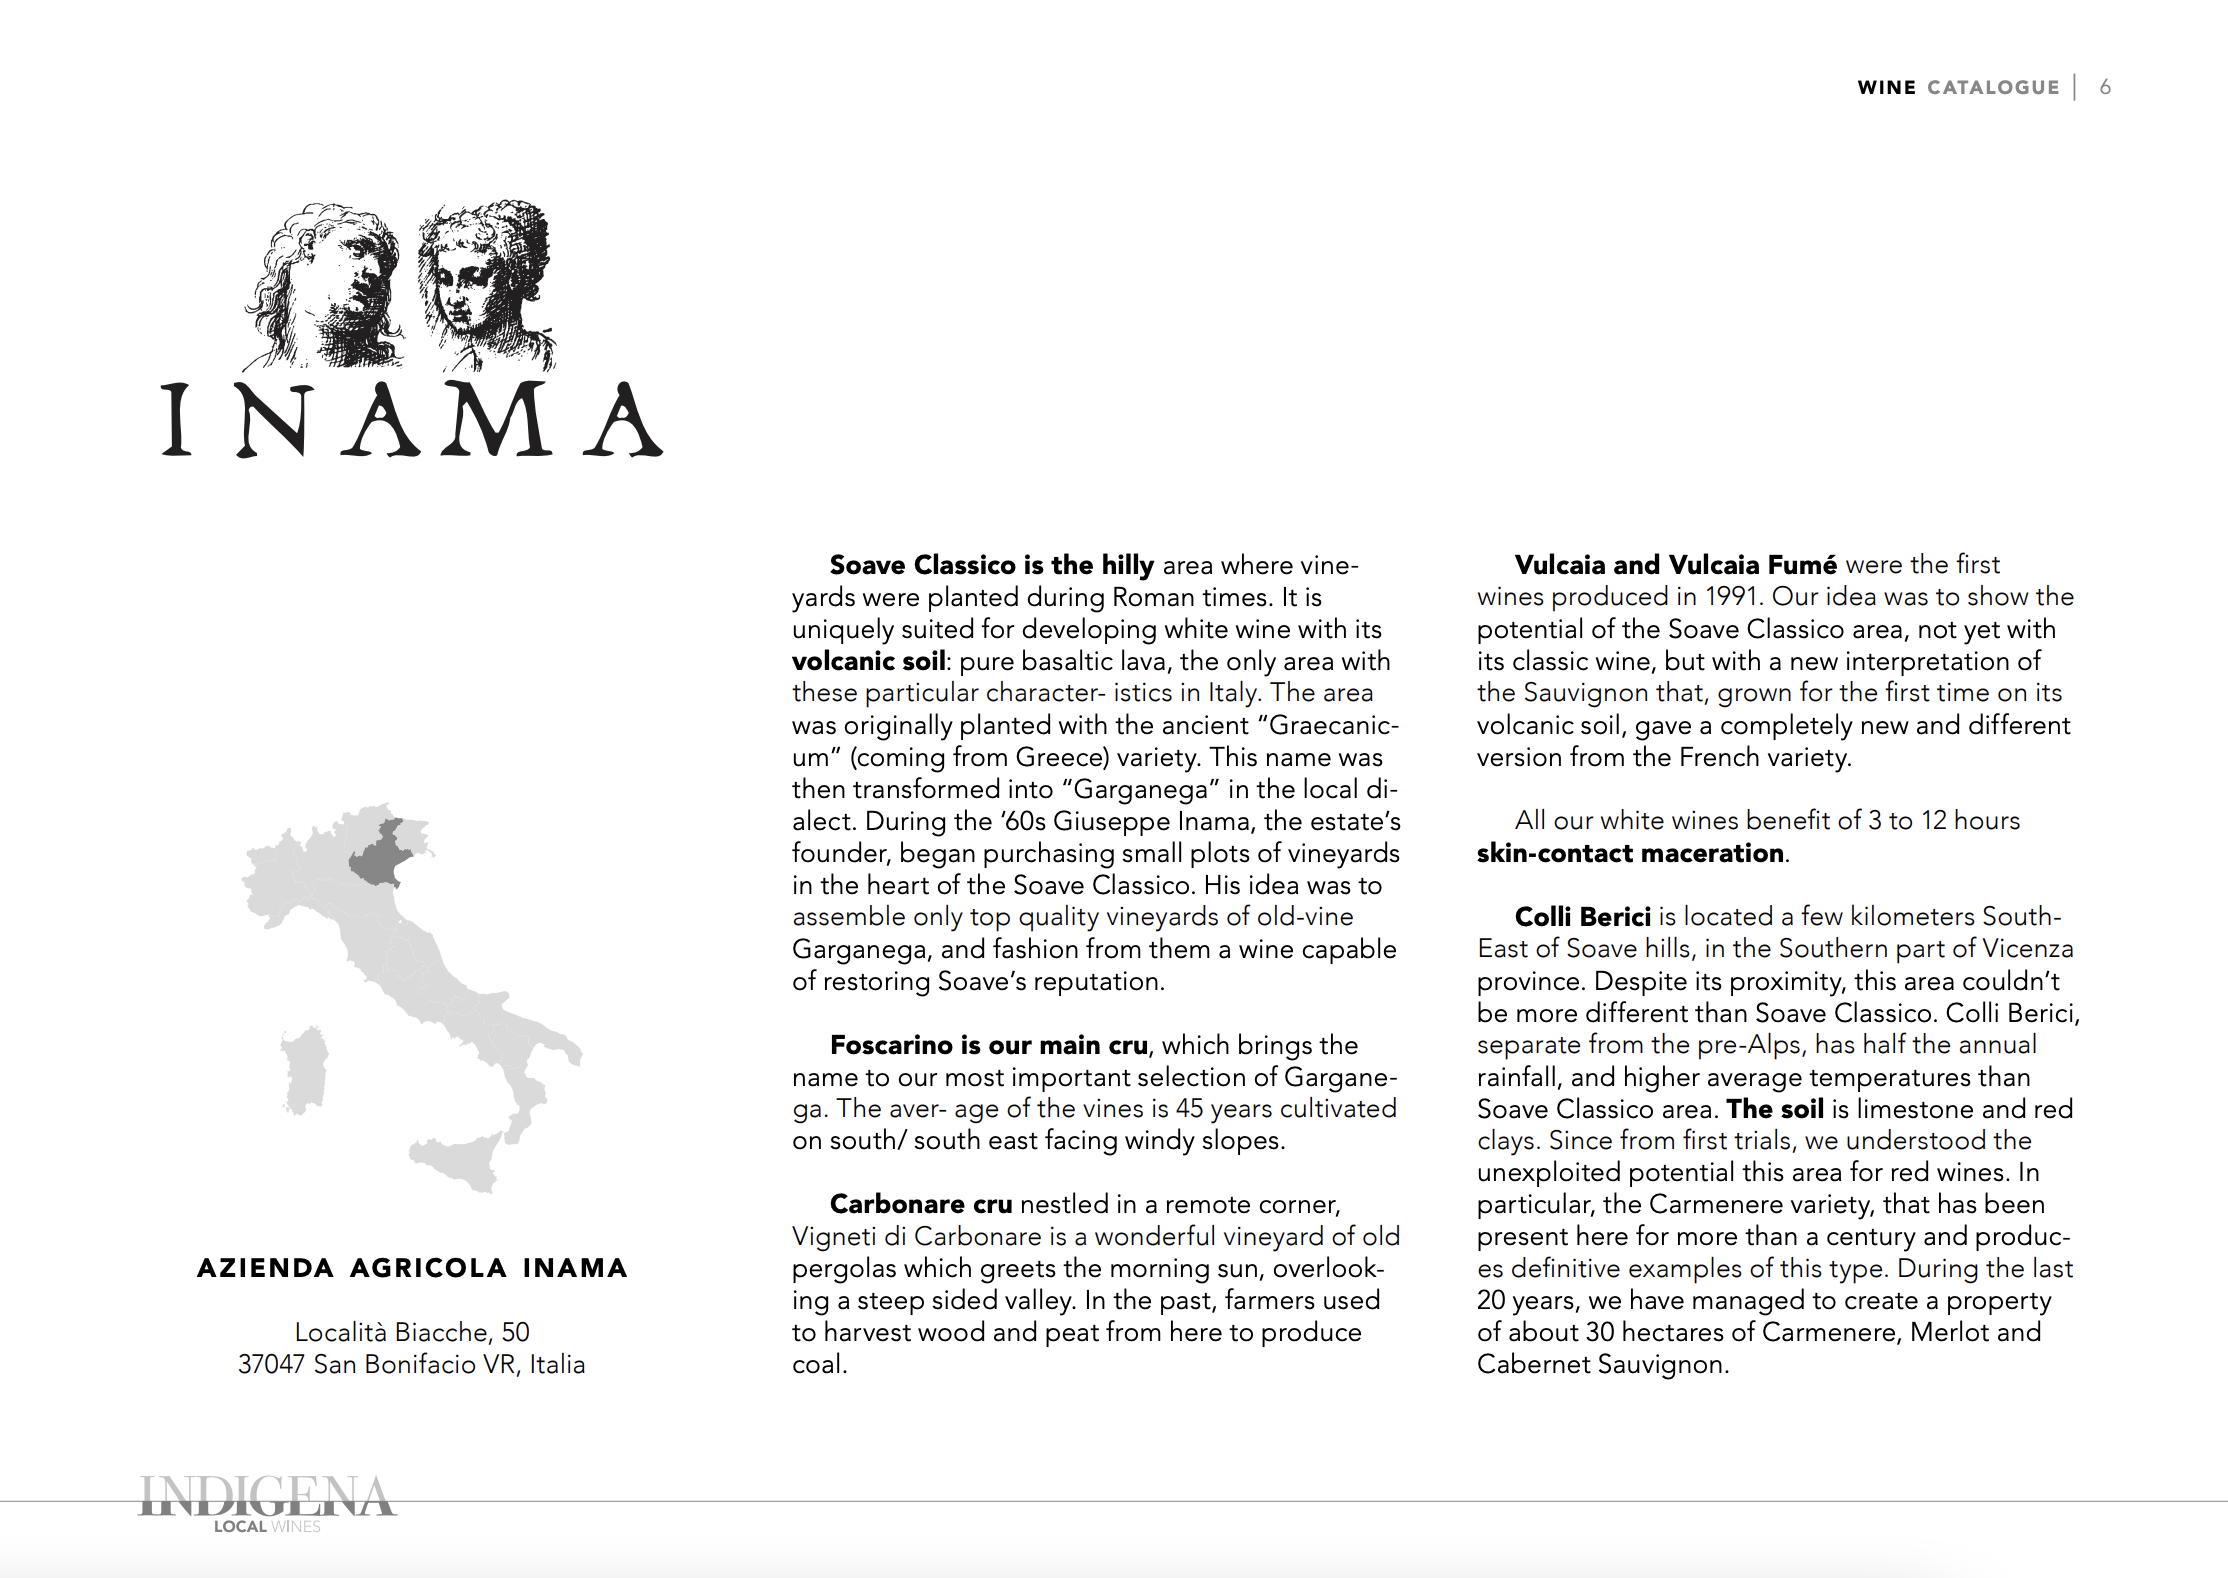 WINE CATALOGUE | 6
INAMA
AZIENDA AGRICOLA INAMA
Località Biacche, 50
37047 San Bonifacio VR, Italia
Soave Classico is the hilly area where vine-
yards were planted during Roman times. It is
uniquely suited for developing white wine with its
volcanic soil: pure basaltic lava, the only area with
these particular character- istics in Italy. The area
was originally planted with the ancient “Graecanic-
um” (coming from Greece) variety. This name was
then transformed into “Garganega” in the local di-
alect. During the ’60s Giuseppe Inama, the estate’s
founder, began purchasing small plots of vineyards
in the heart of the Soave Classico. His idea was to
assemble only top quality vineyards of old-vine
Garganega, and fashion from them a wine capable
of restoring Soave’s reputation.
Foscarino is our main cru, which brings the
name to our most important selection of Gargane-
ga. The aver- age of the vines is 45 years cultivated
on south/ south east facing windy slopes.
Carbonare cru nestled in a remote corner,
Vigneti di Carbonare is a wonderful vineyard of old
pergolas which greets the morning sun, overlook-
ing a steep sided valley. In the past, farmers used
to harvest wood and peat from here to produce
coal.
Vulcaia and Vulcaia Fumé were the first
wines produced in 1991. Our idea was to show the
potential of the Soave Classico area, not yet with
its classic wine, but with a new interpretation of
the Sauvignon that, grown for the first time on its
volcanic soil, gave a completely new and different
version from the French variety.
All our white wines benefit of 3 to 12 hours
skin-contact maceration.
Colli Berici is located a few kilometers South-
East of Soave hills, in the Southern part of Vicenza
province. Despite its proximity, this area couldn’t
be more different than Soave Classico. Colli Berici,
separate from the pre-Alps, has half the annual
rainfall, and higher average temperatures than
Soave Classico area. The soil is limestone and red
clays. Since from first trials, we understood the
unexploited potential this area for red wines. In
particular, the Carmenere variety, that has been
present here for more than a century and produc-
es definitive examples of this type. During the last
20 years, we have managed to create a property
of about 30 hectares of Carmenere, Merlot and
Cabernet Sauvignon.
INDIGENA
LOCAL WINES